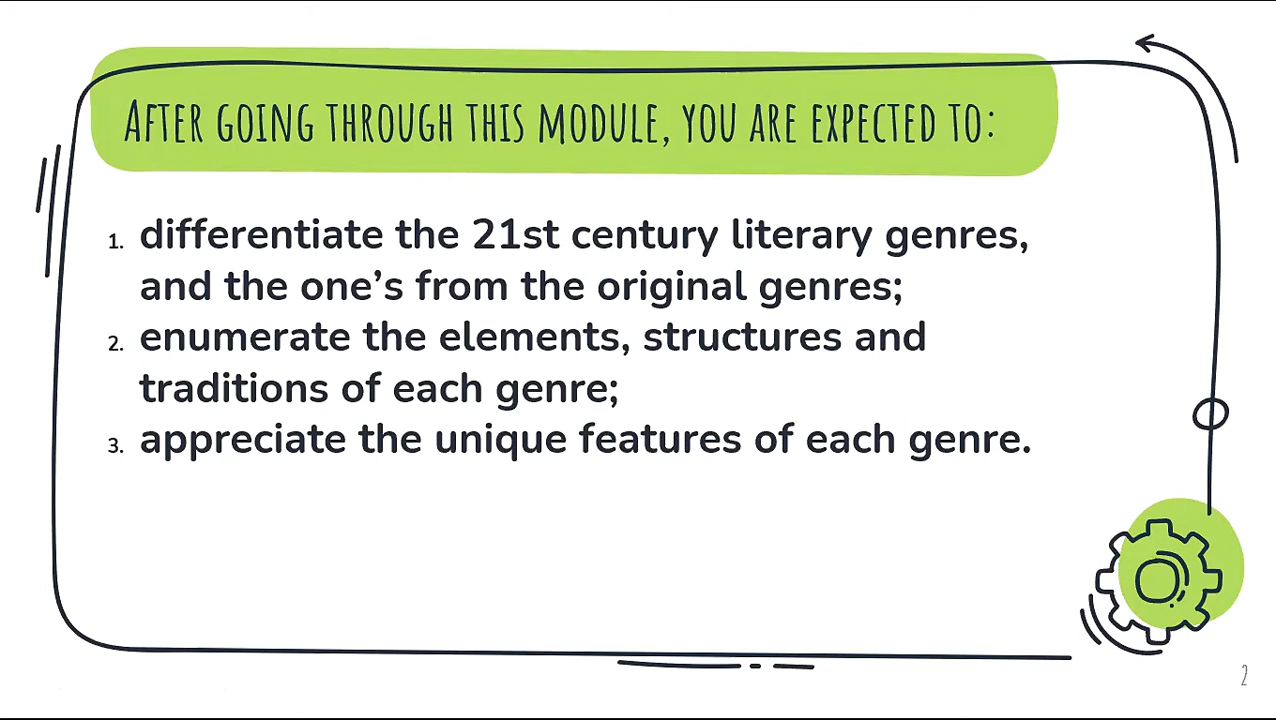 AFTER GOING THROUGH THIS MODULE, YOU ARE EXPECTED TO:
1. differentiate the 21st century literary genres,
and the one’s from the original genres;
2. enumerate the elements, structures and
traditions of each genre;
3. appreciate the unique features of each genre.
2